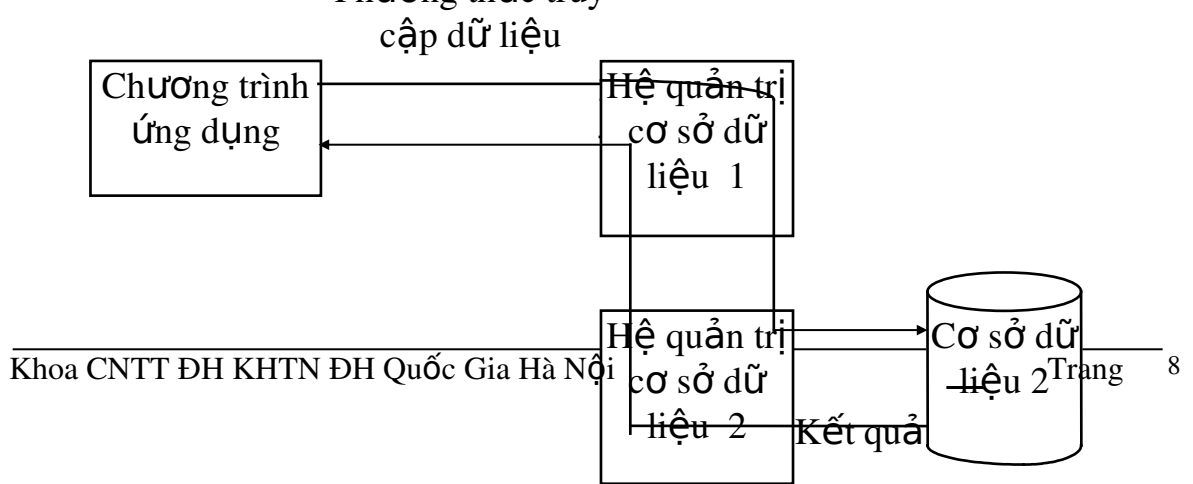 cập dữ liệu
Chương trình
ứng dụng
Hệ quản trị
cơ sở dữ
liệu 1
Hệ quản trị
cơ sở dữ
liệu 2
Cơ sở dữ
liệu 2
Kết quả
Khoa CNTT ĐH KHTN ĐH Quốc Gia Hà Nội
Trang 8